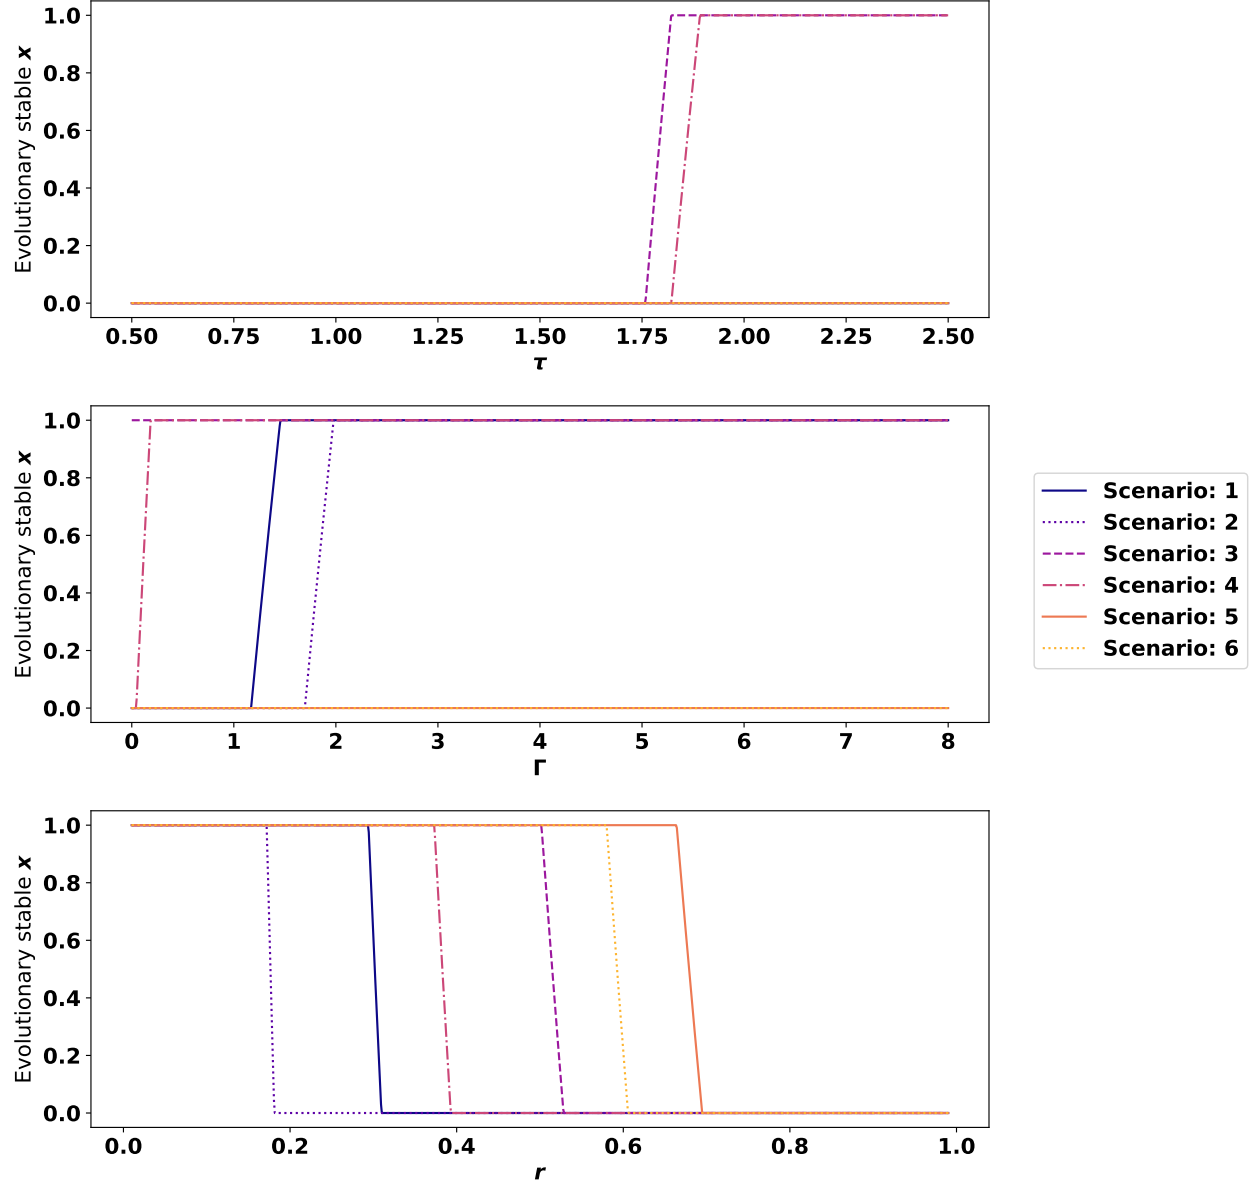 Evolutionary stable x
1.0
0.8
0.6
0.4
0.2
0.0
0.50 0.75 1.00 1.25 1.50 1.75 2.00 2.25 2.50
τ
Evolutionary stable x
1.0
0.8
0.6
0.4
0.2
0.0
0 1 2 3 4 5 6 7 8
Γ
Scenario: 1
Scenario: 2
Scenario: 3
Scenario: 4
Scenario: 5
Scenario: 6
Evolutionary stable x
1.0
0.8
0.6
0.4
0.2
0.0
0.0 0.2 0.4 0.6 0.8 1.0
r